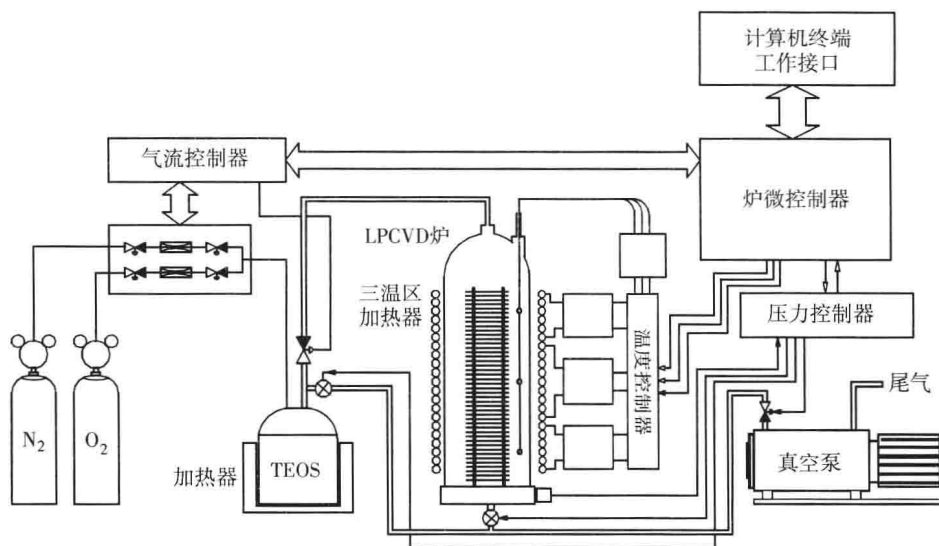 计算机终端
工作接口
气流控制器
炉微控制器
LPCVD炉
三温区
加热器
温度控制器
压力控制器
尾气
N2
O2
加热器
TEOS
真空泵